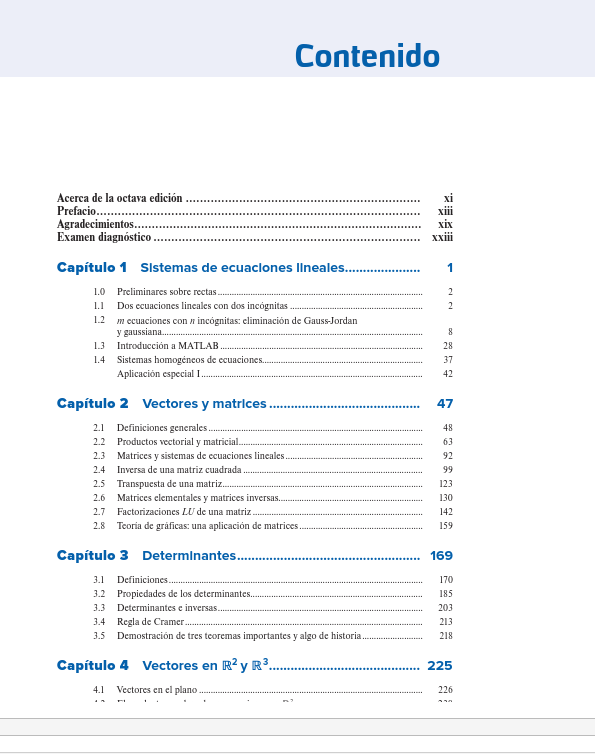 Contenido
Acerca de la octava edición ................................................................. xi
Prefacio........................................................................................... xiii
Agradecimientos................................................................................ xix
Examen diagnóstico .......................................................................... xxiii
Capítulo 1 Sistemas de ecuaciones lineales..................... 1
1.0 Preliminares sobre rectas................................................................ 2
1.1 Dos ecuaciones lineales con dos incógnitas ................................................ 2
1.2 m ecuaciones con n incógnitas: eliminación de Gauss-Jordan
y gaussiana................................................................................ 8
1.3 Introducción a MATLAB ................................................................ 28
1.4 Sistemas homogéneos de ecuaciones........................................................ 37
Aplicación especial I ................................................................ 42
Capítulo 2 Vectores y matrices .......................................... 47
2.1 Definiciones generales ................................................................ 48
2.2 Productos vectorial y matricial................................................................ 63
2.3 Matrices y sistemas de ecuaciones lineales ................................................ 92
2.4 Inversa de una matriz cuadrada ................................................................ 99
2.5 Transpuesta de una matriz................................................................ 123
2.6 Matrices elementales y matrices inversas................................................ 130
2.7 Factorizaciones LU de una matriz ........................................................ 142
2.8 Teoría de gráficas: una aplicación de matrices ........................................ 159
Capítulo 3 Determinantes................................................... 169
3.1 Definiciones ................................................................................ 170
3.2 Propiedades de los determinantes........................................................ 185
3.3 Determinantes e inversas................................................................ 203
3.4 Regla de Cramer ................................................................ 213
3.5 Demostración de tres teoremas importantes y algo de historia ........................ 218
Capítulo 4 Vectores en ℝ² y ℝ³.......................................... 225
4.1 Vectores en el plano ................................................................ 226